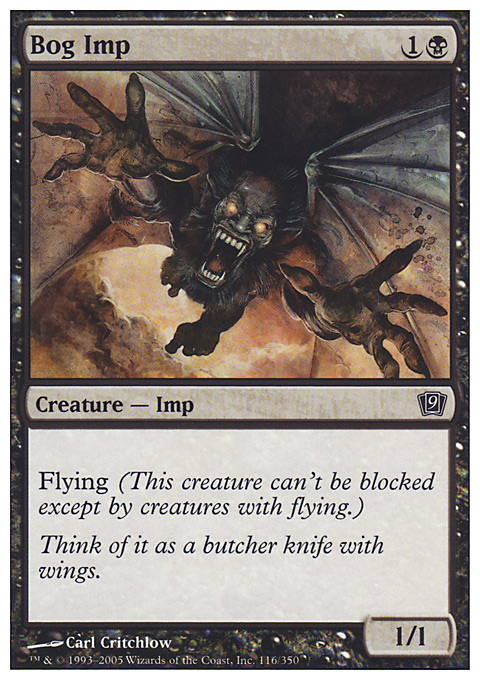 Bog Imp
1
Creature — Imp
9
Flying (This creature can't be blocked
except by creatures with flying.)
Think of it as a butcher knife with
wings.
1/1
Carl Critchlow
™ & © 1993–2005 Wizards of the Coast, Inc. 116/350